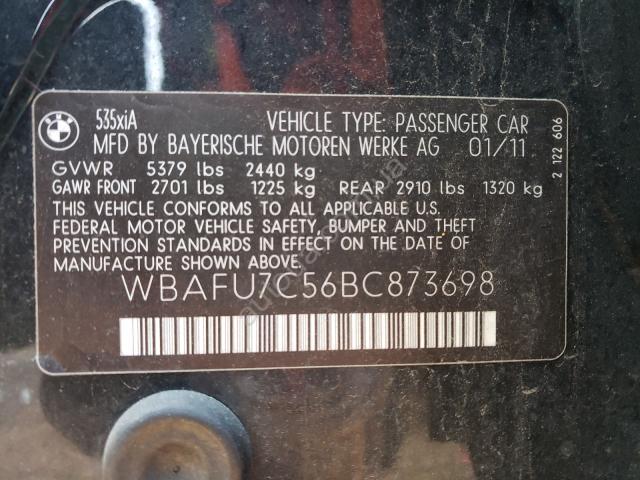 BMW
535xiA VEHICLE TYPE: PASSENGER CAR
MFD BY BAYERISCHE MOTOREN WERKE AG 01/11
GVWR 5379 lbs 2440 kg
GAWR FRONT 2701 lbs 1225 kg REAR 2910 lbs 1320 kg
THIS VEHICLE CONFORMS TO ALL APPLICABLE U.S.
FEDERAL MOTOR VEHICLE SAFETY, BUMPER AND THEFT
PREVENTION STANDARDS IN EFFECT ON THE DATE OF
MANUFACTURE SHOWN ABOVE.
WBAFU7C56BC873698
2 122 606